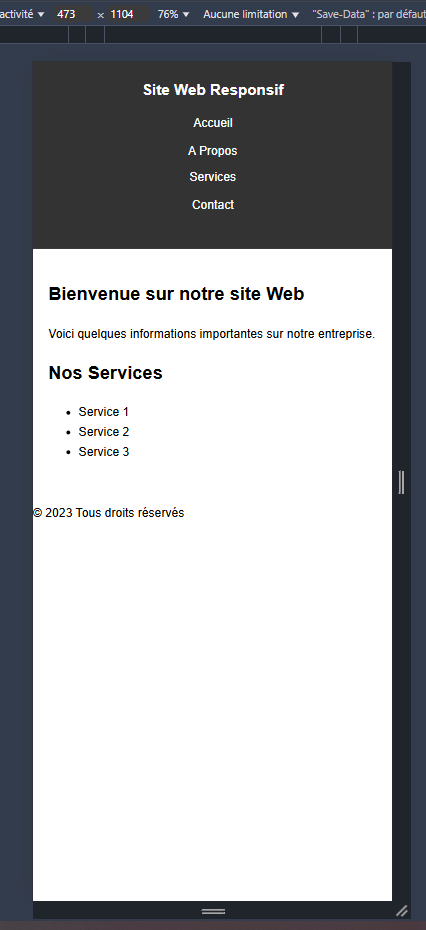 activité ▼ 473 × 1104 76% ▼ Aucune limitation ▼ "Save-Data" : par défaut
Site Web Responsif
Accueil
A Propos
Services
Contact
Bienvenue sur notre site Web
Voici quelques informations importantes sur notre entreprise.
Nos Services
• Service 1
• Service 2
• Service 3
© 2023 Tous droits réservés